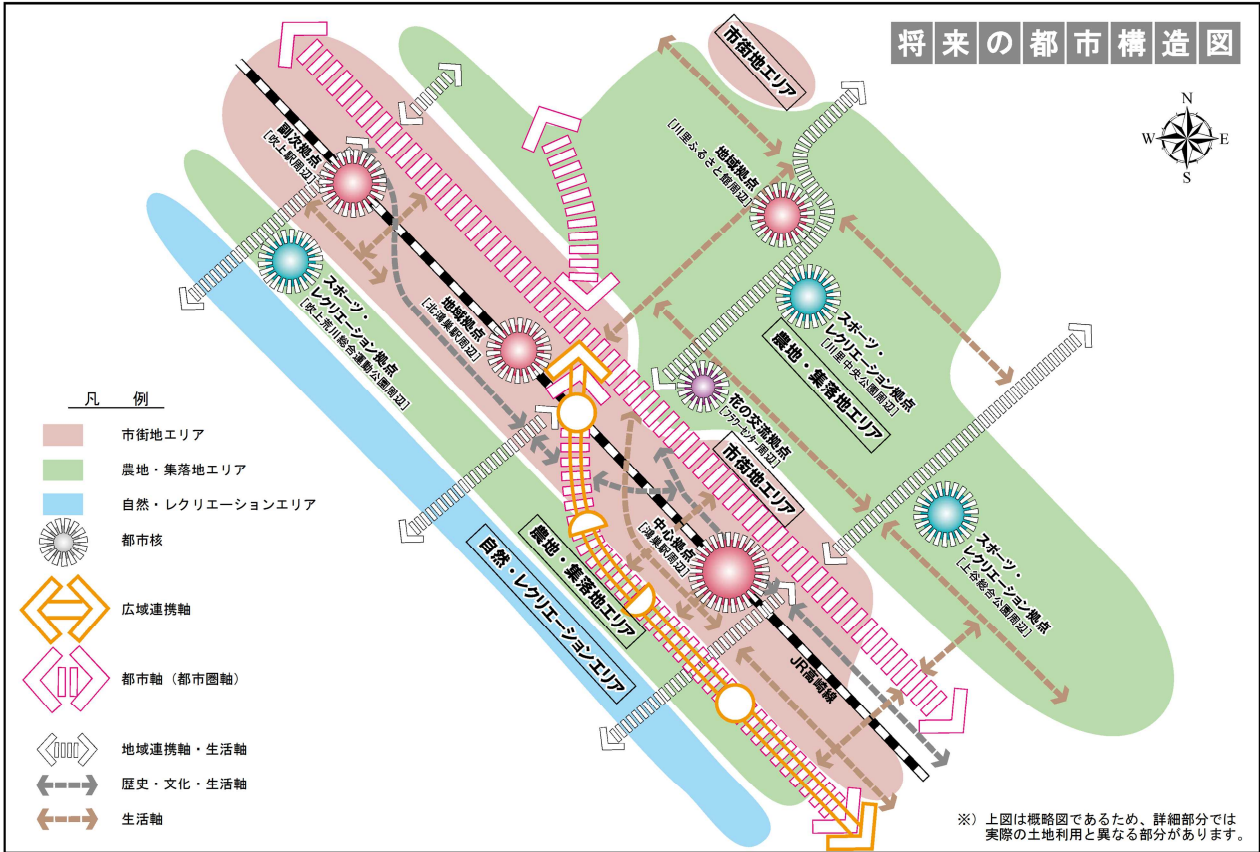 将来の都市構造図
市街地エリア
N
W
E
S
副次拠点
[吹上駅周辺]
地域拠点
[川里ふるさと館周辺]
スポーツ・
レクリエーション拠点
[吹上荒川総合運動公園周辺]
地域拠点
[北鴻巣駅周辺]
スポーツ・
レクリエーション拠点
[川里中央公園周辺]
農地・集落地エリア
花の交流拠点
[フラワーセンター周辺]
市街地エリア
中心拠点
[鴻巣駅周辺]
スポーツ・
レクリエーション拠点
[上谷総合公園周辺]
農地・集落地エリア
自然・レクリエーションエリア
JR高崎線
凡 例
市街地エリア
農地・集落地エリア
自然・レクリエーションエリア
都市核
広域連携軸
都市軸（都市圏軸）
地域連携軸・生活軸
歴史・文化・生活軸
生活軸
※）上図は概略図であるため、詳細部分では
実際の土地利用と異なる部分があります。